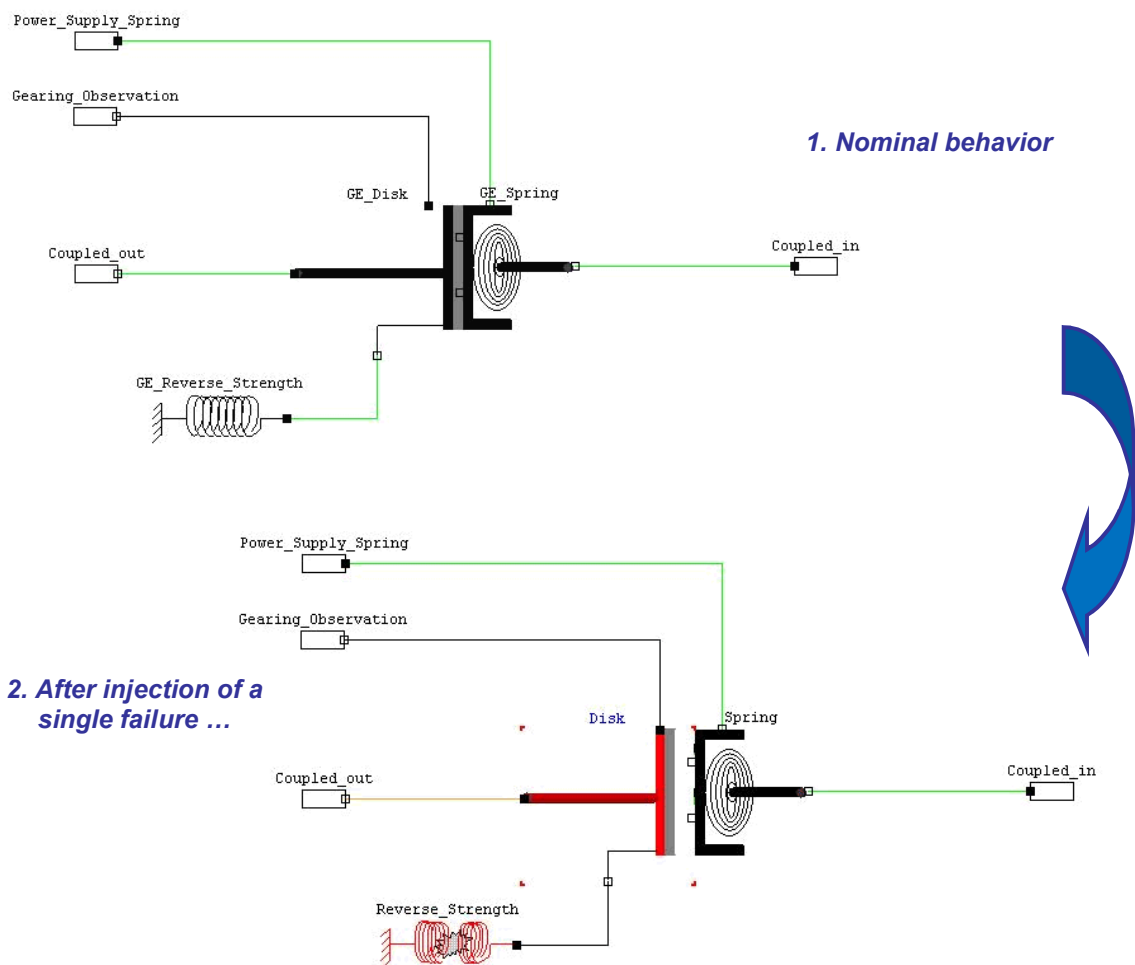 Power_Supply_Spring
Gearing_Observation
1. Nominal behavior
GE_Disk
GE_Spring
Coupled_out
Coupled_in
GE_Reverse_Strength
Power_Supply_Spring
Gearing_Observation
2. After injection of a
single failure …
Disk
Spring
Coupled_out
Coupled_in
Reverse_Strength